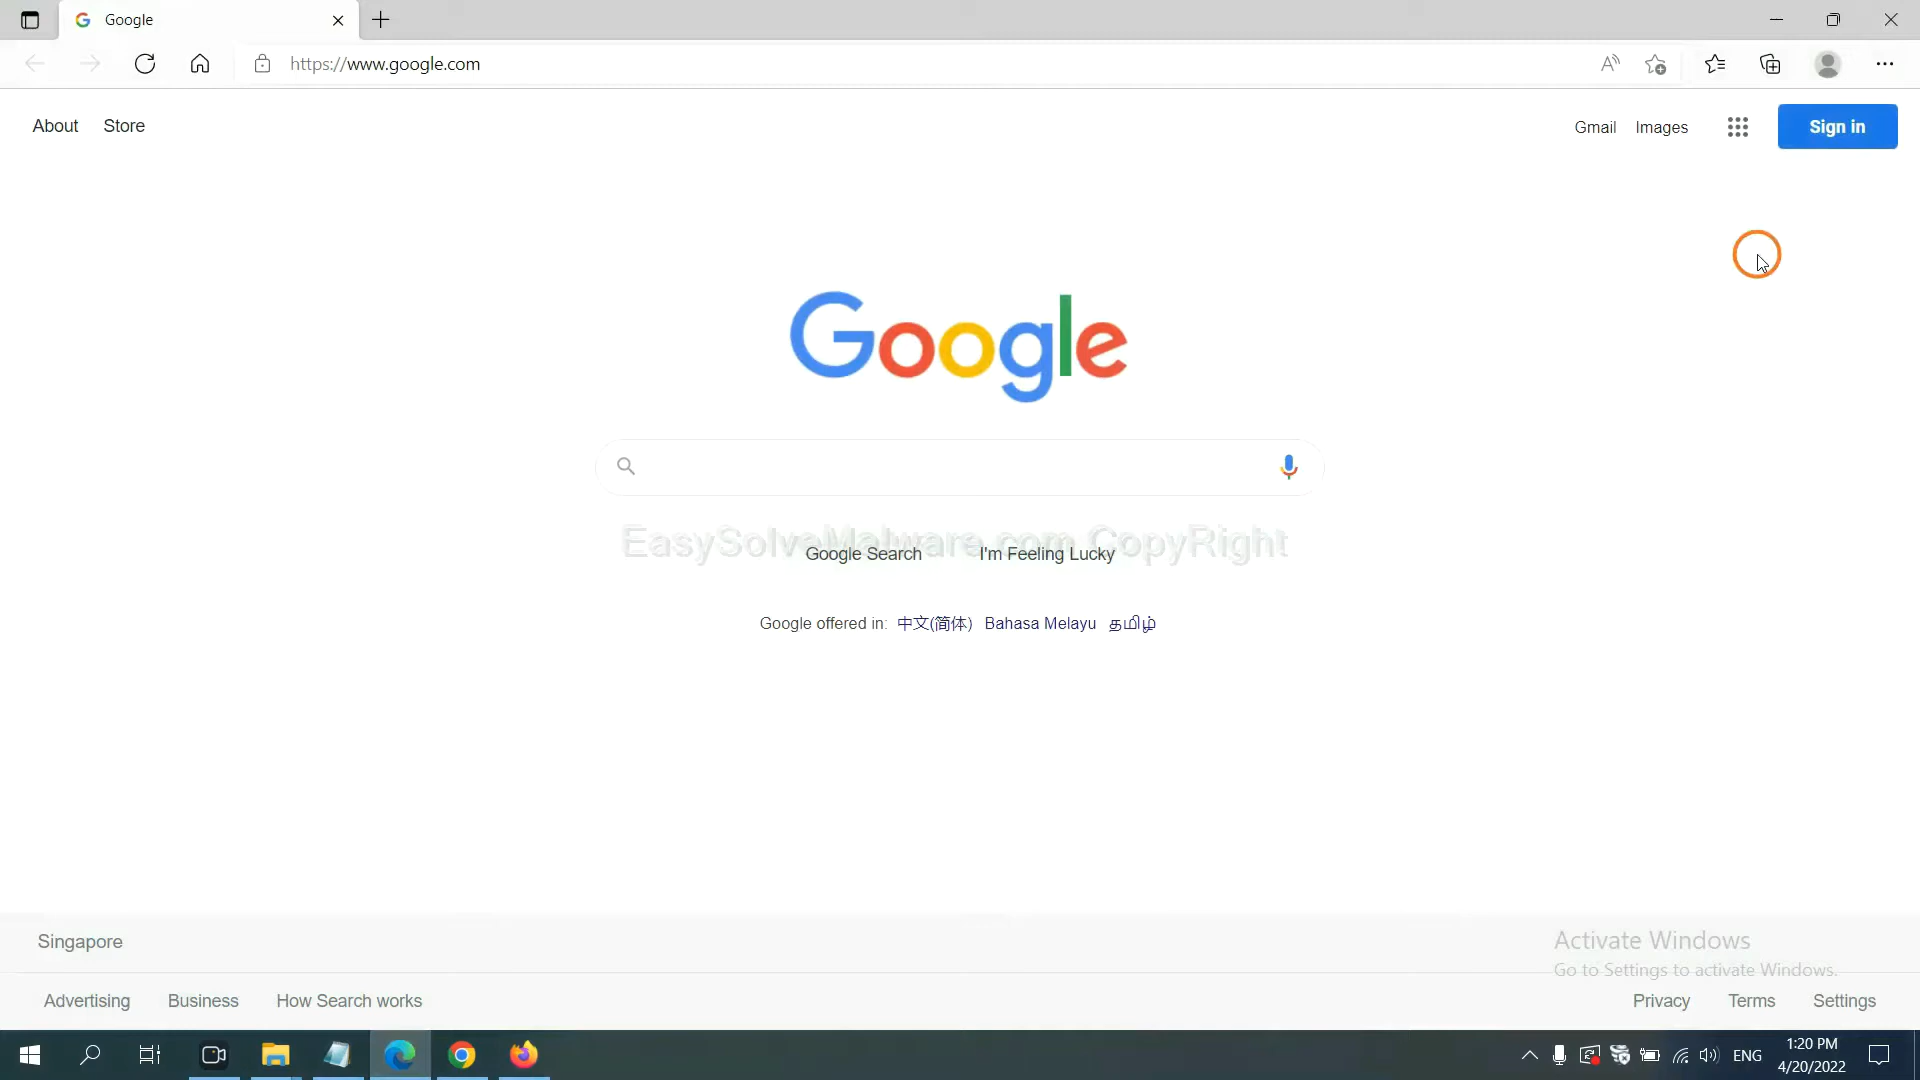 Google
https://www.google.com
About Store
Gmail Images Sign in
Google
EasySolveMalware.com CopyRight
Google Search I'm Feeling Lucky
Google offered in: 中文(简体) Bahasa Melayu தமிழ்
Singapore
Activate Windows
Go to Settings to activate Windows.
Advertising Business How Search works
Privacy Terms Settings
ENG
1:20 PM
4/20/2022